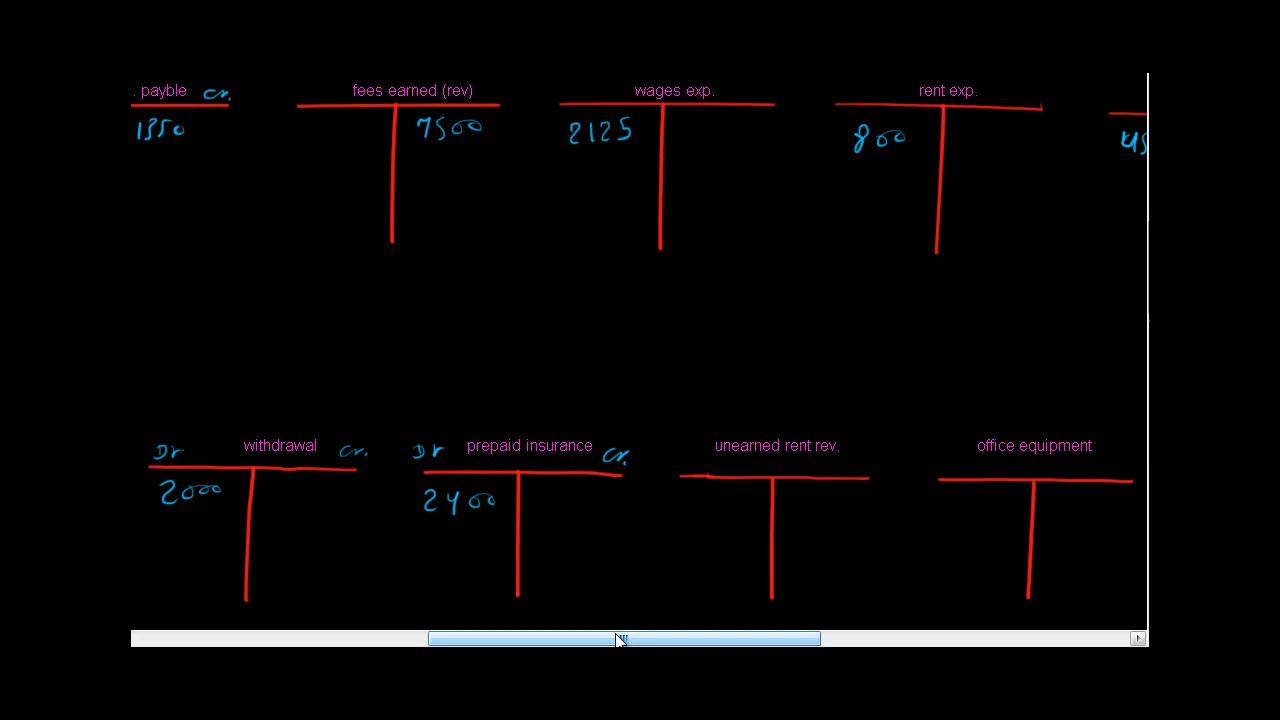 . payble cr. fees earned (rev) wages exp. rent exp.
1350 7500 2125 800 45
Dr withdrawal cr. Dr prepaid insurance cr. unearned rent rev. office equipment
2000 2400